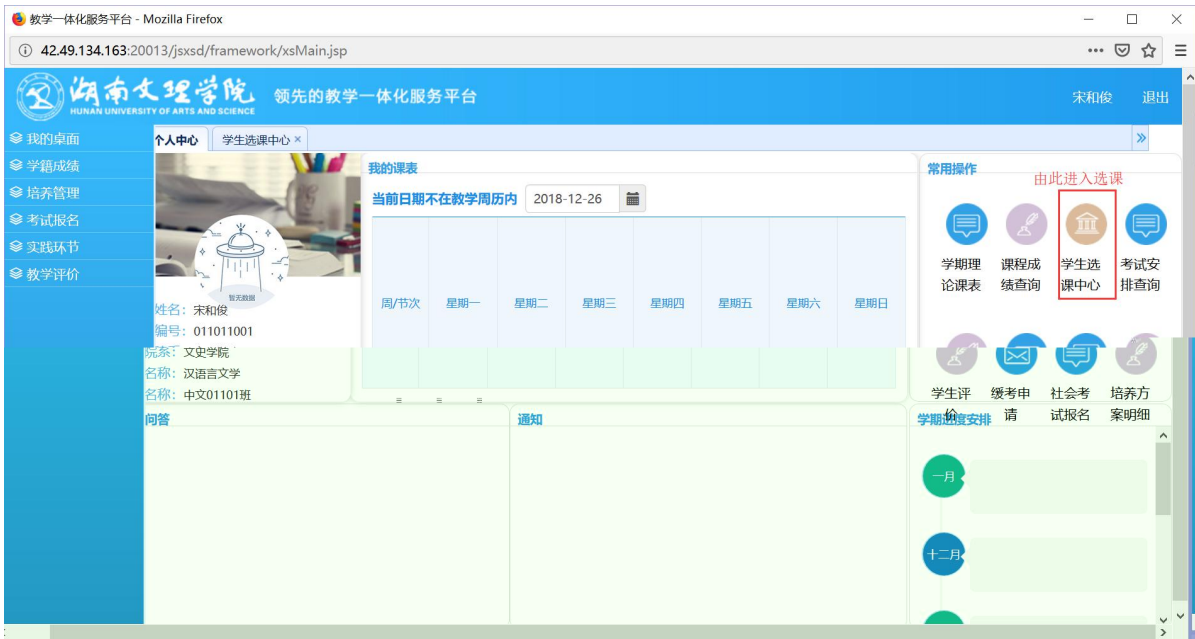 教学一体化服务平台 - Mozilla Firefox
42.49.134.163:20013/jsxsd/framework/xsMain.jsp
湖南文理学院
HUNAN UNIVERSITY OF ARTS AND SCIENCE
领先的教学一体化服务平台
宋和俊 退出
我的桌面
学籍成绩
培养管理
考试报名
实践环节
教学评价
个人中心 学生选课中心 ×
暂无数据
姓名：宋和俊
编号：011011001
院系：文史学院
名称：汉语言文学
名称：中文01101班
我的课表
当前日期不在教学周历内 2018-12-26
周/节次 星期一 星期二 星期三 星期四 星期五 星期六 星期日
常用操作
由此进入选课
学期理论课表
课程成绩查询
学生选课中心
考试安排查询
学生评价
缓考申请
社会考试报名
培养方案明细
问答
通知
学期进度安排
一月
十二月